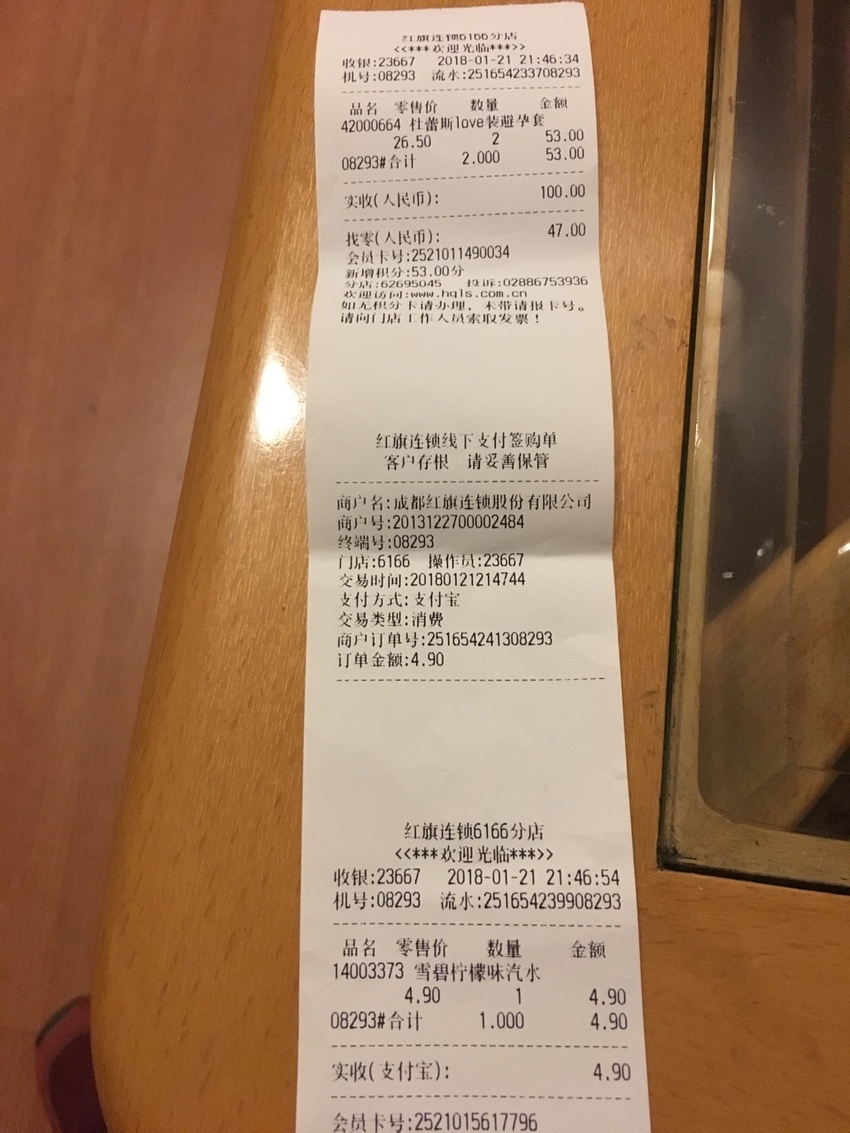 红旗连锁6166分店
<<***欢迎光临***>>
收银:23667 2018-01-21 21:46:34
机号:08293 流水:251654233708293
品名 零售价 数量 金额
42000664 杜蕾斯love装避孕套
26.50 2 53.00
08293#合计 2.000 53.00
实收(人民币): 100.00
找零(人民币): 47.00
会员卡号:2521011490034
新增积分:53.00分
分店:62695045 投诉:02886753936
欢迎访问:www.hqls.com.cn
如无积分卡请办理，未带请报卡号。
请向门店工作人员索取发票！
红旗连锁线下支付签购单
客户存根 请妥善保管
商户名:成都红旗连锁股份有限公司
商户号:2013122700002484
终端号:08293
门店:6166 操作员:23667
交易时间:20180121214744
支付方式:支付宝
交易类型:消费
商户订单号:251654241308293
订单金额:4.90
红旗连锁6166分店
<<***欢迎光临***>>
收银:23667 2018-01-21 21:46:54
机号:08293 流水:251654239908293
品名 零售价 数量 金额
14003373 雪碧柠檬味汽水
4.90 1 4.90
08293#合计 1.000 4.90
实收(支付宝): 4.90
会员卡号:2521015617796